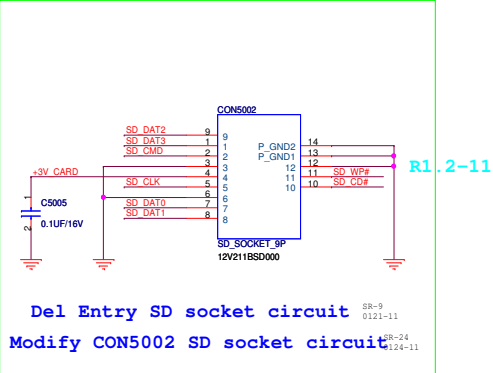 CON5002
SD_DAT2 9 9 P_GND2 14
SD_DAT3 1 1 P_GND1 13
SD_CMD 2 2 12 12
3 3 11 11 SD_WP#
+3V_CARD 4 4 10 10 SD_CD#
SD_CLK 5 5
6 6
SD_DAT0 7 7
SD_DAT1 8 8
R1.2-11
1
C5005
0.1UF/16V
2
SD_SOCKET_9P
12V211BSD000
Del Entry SD socket circuit SR-9
0121-11
Modify CON5002 SD socket circuit SR-24
0124-11